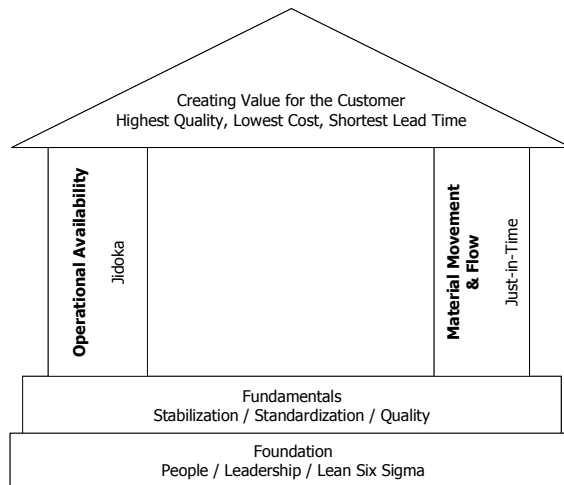 Creating Value for the Customer
Highest Quality, Lowest Cost, Shortest Lead Time
Operational Availability
Jidoka
Material Movement
& Flow
Just-in-Time
Fundamentals
Stabilization / Standardization / Quality
Foundation
People / Leadership / Lean Six Sigma